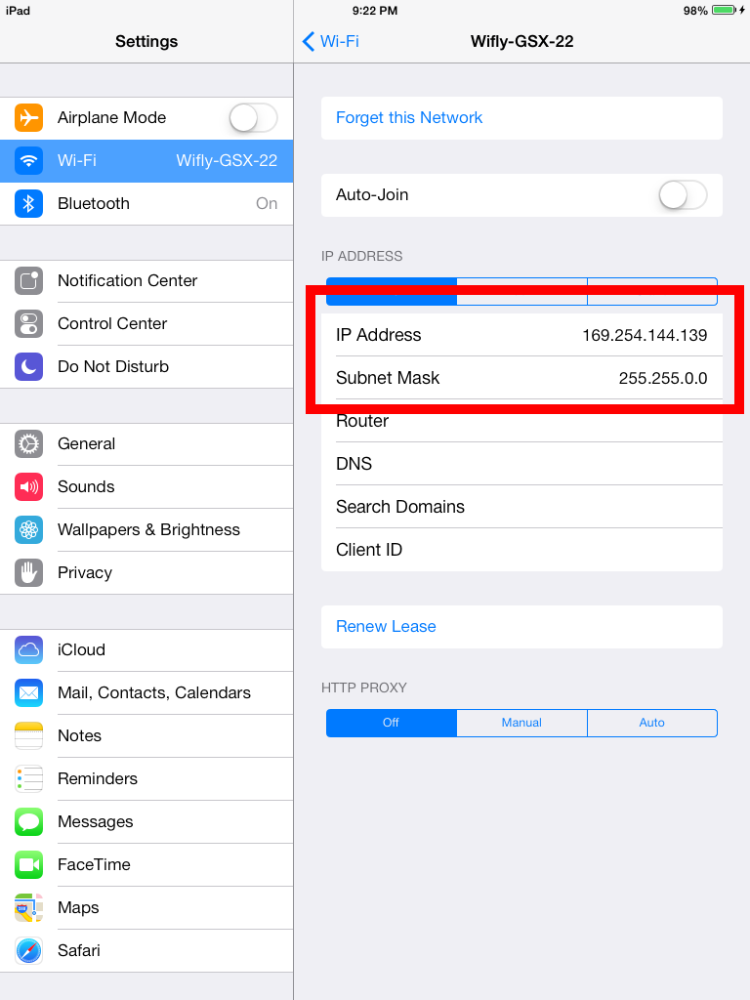 iPad 9:22 PM 98%
Settings
Airplane Mode
Wi-Fi Wifly-GSX-22
Bluetooth On
Notification Center
Control Center
Do Not Disturb
General
Sounds
Wallpapers & Brightness
Privacy
iCloud
Mail, Contacts, Calendars
Notes
Reminders
Messages
FaceTime
Maps
Safari
Wi-Fi Wifly-GSX-22
Forget this Network
Auto-Join
IP ADDRESS
IP Address 169.254.144.139
Subnet Mask 255.255.0.0
Router
DNS
Search Domains
Client ID
Renew Lease
HTTP PROXY
Off Manual Auto